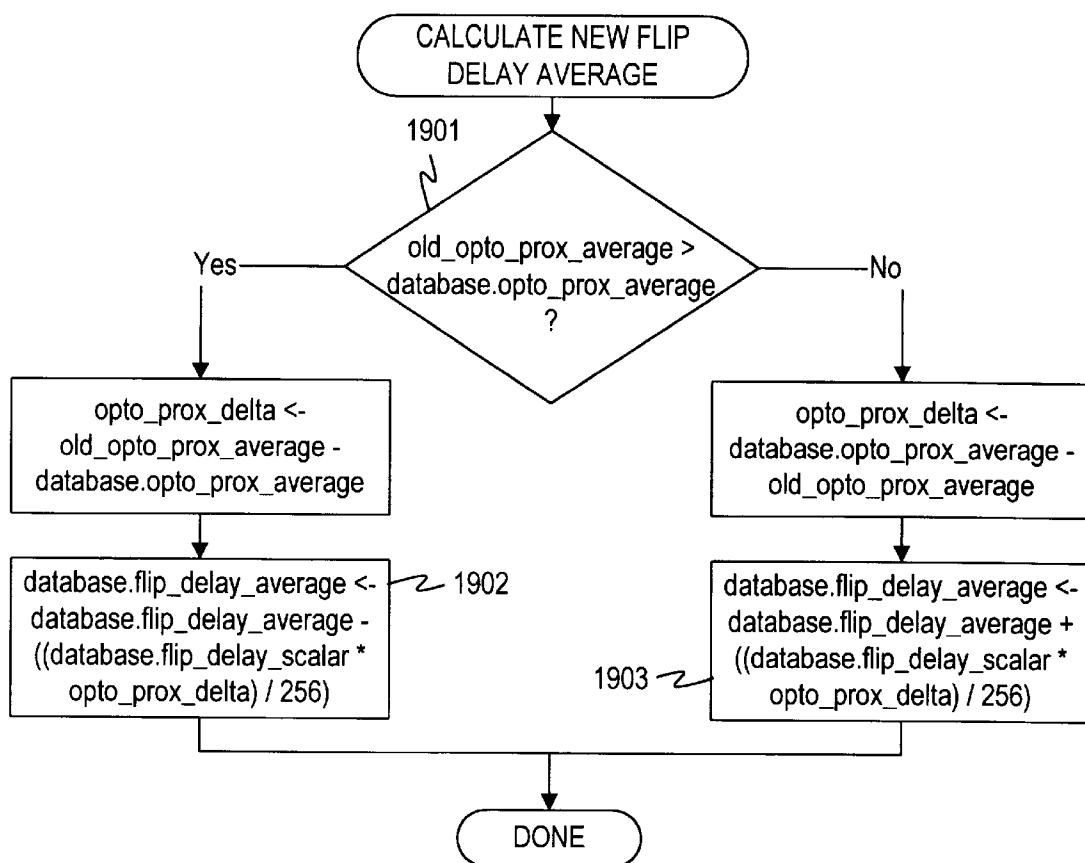 CALCULATE NEW FLIP
DELAY AVERAGE
1901
old_opto_prox_average >
database.opto_prox_average
?
Yes
No
opto_prox_delta <-
old_opto_prox_average -
database.opto_prox_average
opto_prox_delta <-
database.opto_prox_average -
old_opto_prox_average
database.flip_delay_average <-
database.flip_delay_average -
((database.flip_delay_scalar *
opto_prox_delta) / 256)
1902
database.flip_delay_average <-
database.flip_delay_average +
((database.flip_delay_scalar *
opto_prox_delta) / 256)
1903
DONE